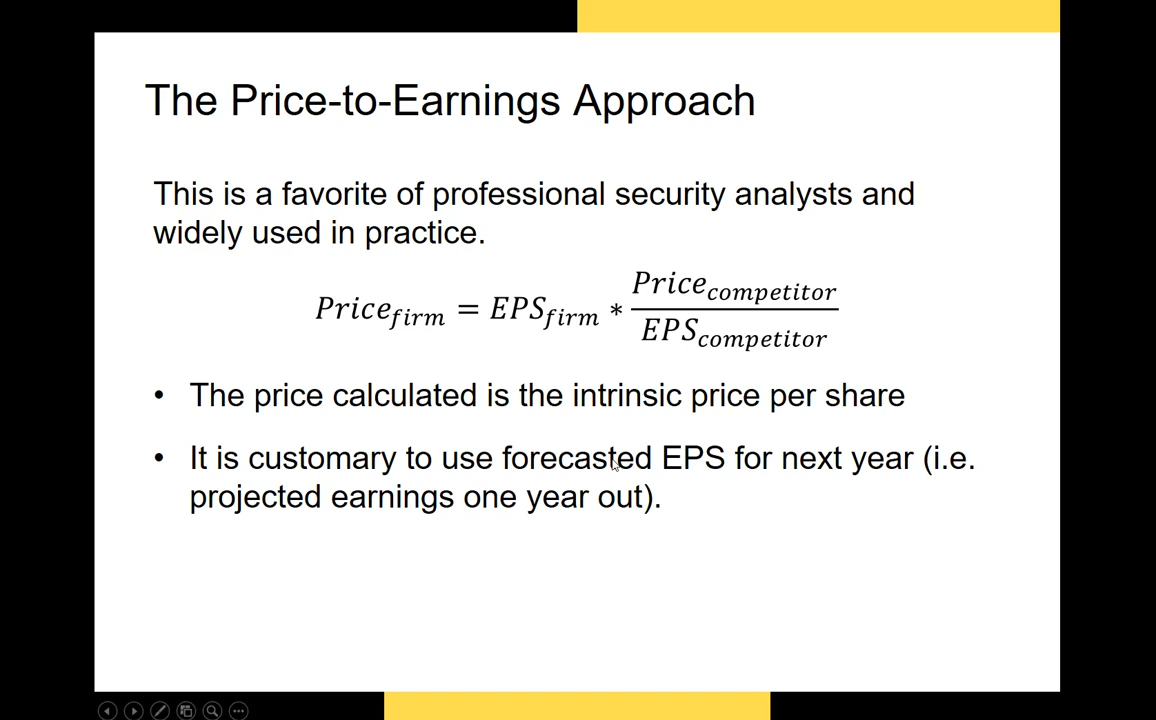 The Price-to-Earnings Approach
This is a favorite of professional security analysts and
widely used in practice.
Price_firm = EPS_firm * Price_competitor / EPS_competitor
• The price calculated is the intrinsic price per share
• It is customary to use forecasted EPS for next year (i.e.
projected earnings one year out).